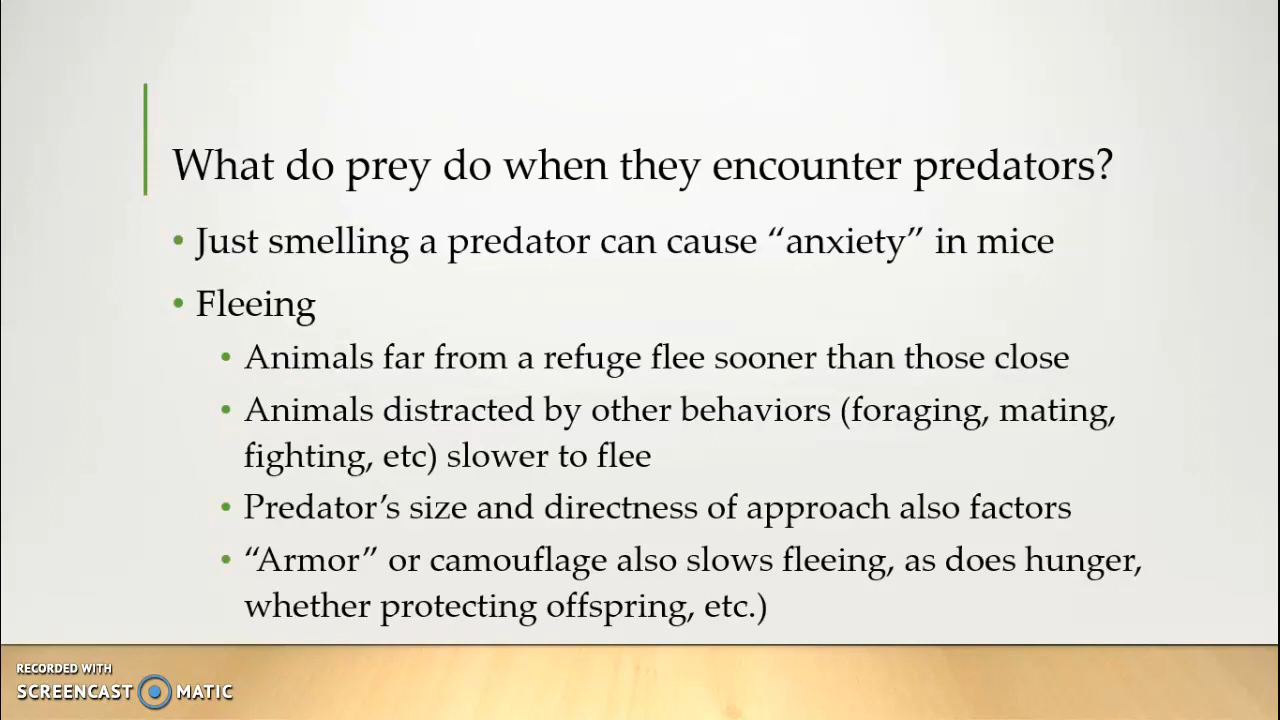 What do prey do when they encounter predators?
• Just smelling a predator can cause “anxiety” in mice
• Fleeing
• Animals far from a refuge flee sooner than those close
• Animals distracted by other behaviors (foraging, mating,
fighting, etc) slower to flee
• Predator’s size and directness of approach also factors
• “Armor” or camouflage also slows fleeing, as does hunger,
whether protecting offspring, etc.)
RECORDED WITH
SCREENCAST MATIC